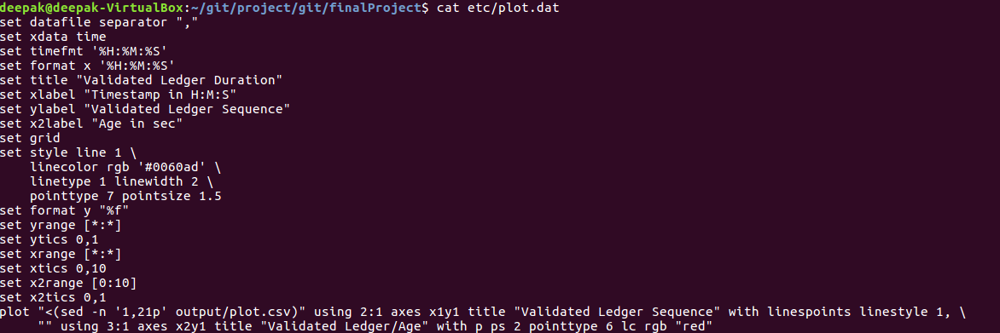 deepak@deepak-VirtualBox:~/git/project/git/finalProject$ cat etc/plot.dat
set datafile separator ","
set xdata time
set timefmt '%H:%M:%S'
set format x '%H:%M:%S'
set title "Validated Ledger Duration"
set xlabel "Timestamp in H:M:S"
set ylabel "Validated Ledger Sequence"
set x2label "Age in sec"
set grid
set style line 1 \
    linecolor rgb '#0060ad' \
    linetype 1 linewidth 2 \
    pointtype 7 pointsize 1.5
set format y "%f"
set yrange [*:*]
set ytics 0,1
set xrange [*:*]
set xtics 0,10
set x2range [0:10]
set x2tics 0,1
plot "<(sed -n '1,21p' output/plot.csv)" using 2:1 axes x1y1 title "Validated Ledger Sequence" with linespoints linestyle 1, \
     "" using 3:1 axes x2y1 title "Validated Ledger/Age" with p ps 2 pointtype 6 lc rgb "red"